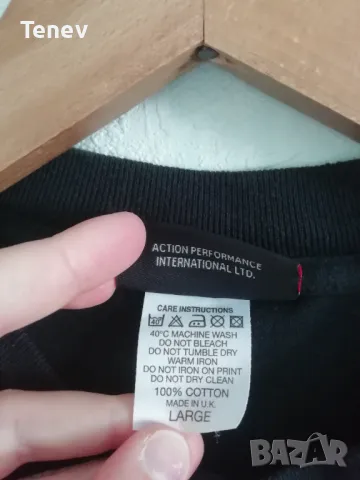 Tenev
ACTION PERFORMANCE
INTERNATIONAL LTD.
CARE INSTRUCTIONS
40°
40°C MACHINE WASH
DO NOT BLEACH
DO NOT TUMBLE DRY
WARM IRON
DO NOT IRON ON PRINT
DO NOT DRY CLEAN
100% COTTON
MADE IN U.K.
LARGE
BAZAR